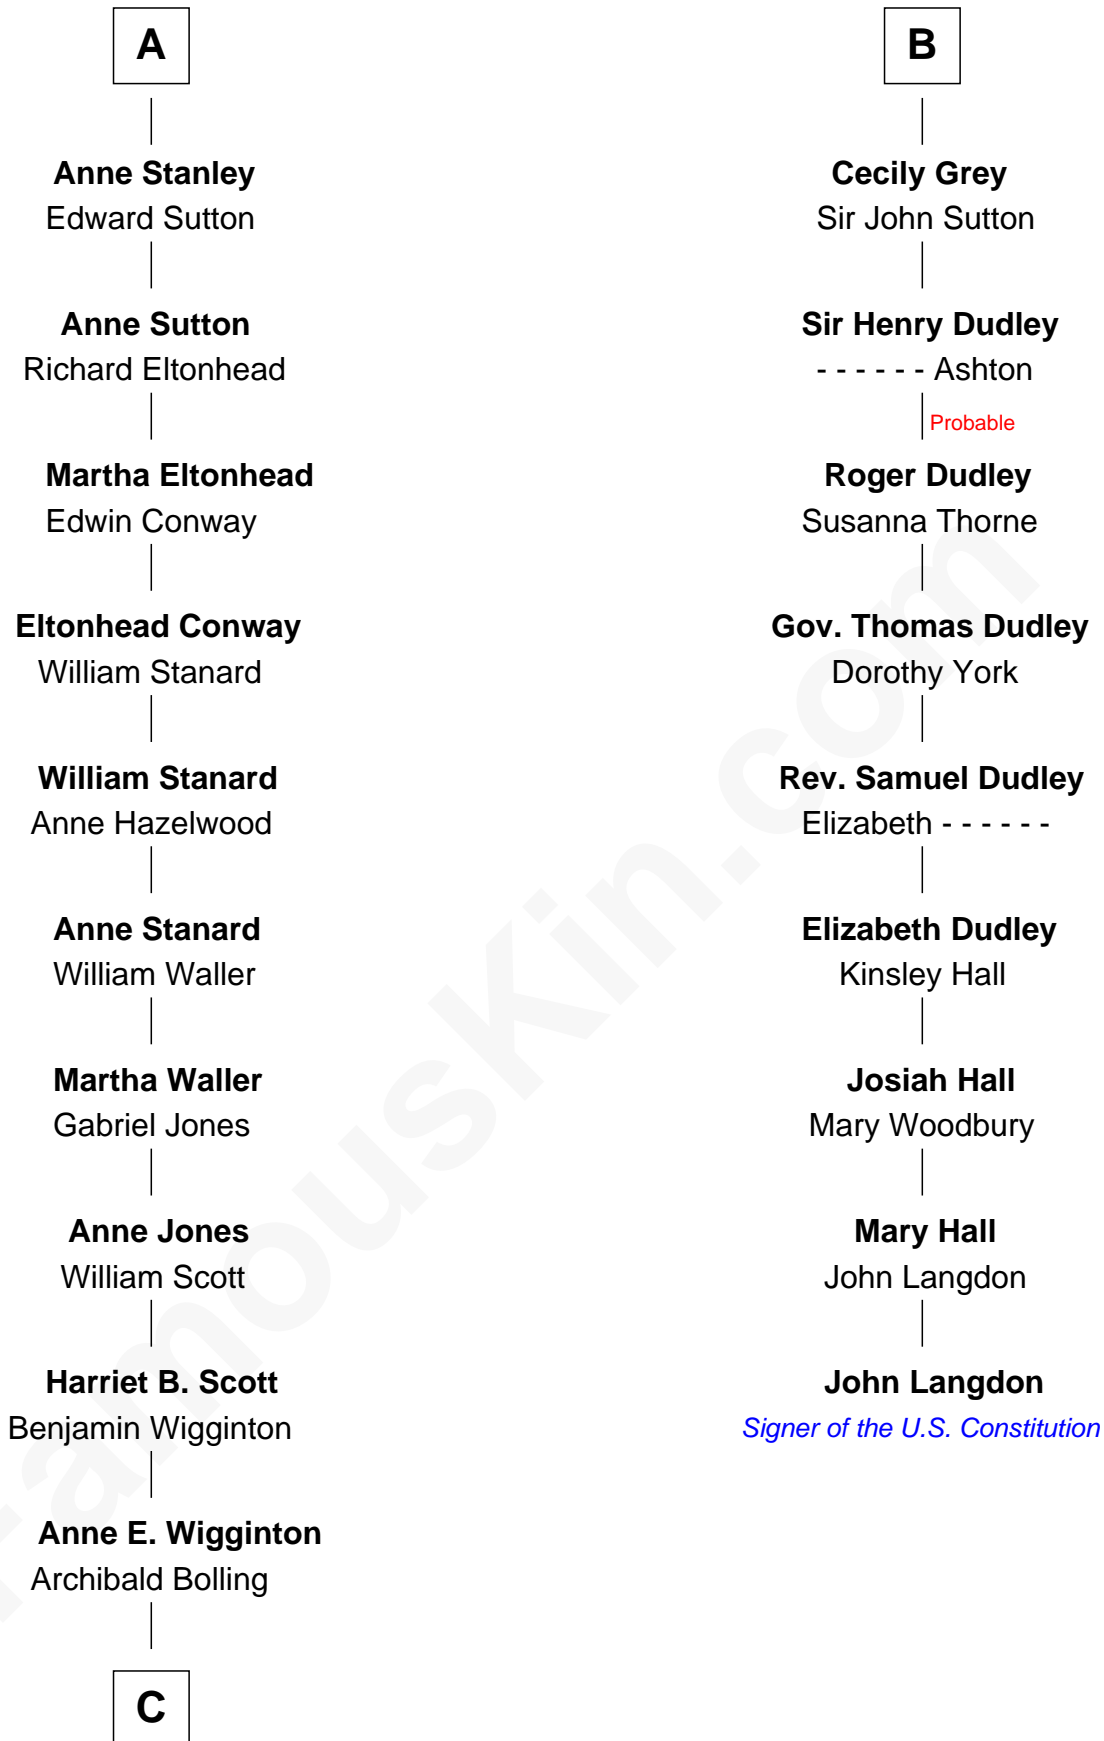 A
Anne Stanley
Edward Sutton
Anne Sutton
Richard Eltonhead
Martha Eltonhead
Edwin Conway
Eltonhead Conway
William Stanard
William Stanard
Anne Hazelwood
Anne Stanard
William Waller
Martha Waller
Gabriel Jones
Anne Jones
William Scott
Harriet B. Scott
Benjamin Wigginton
Anne E. Wigginton
Archibald Bolling
C
B
Cecily Grey
Sir John Sutton
Sir Henry Dudley
- - - - - - Ashton
Probable
Roger Dudley
Susanna Thorne
Gov. Thomas Dudley
Dorothy York
Rev. Samuel Dudley
Elizabeth - - - - - -
Elizabeth Dudley
Kinsley Hall
Josiah Hall
Mary Woodbury
Mary Hall
John Langdon
John Langdon
Signer of the U.S. Constitution
FamousKin.com